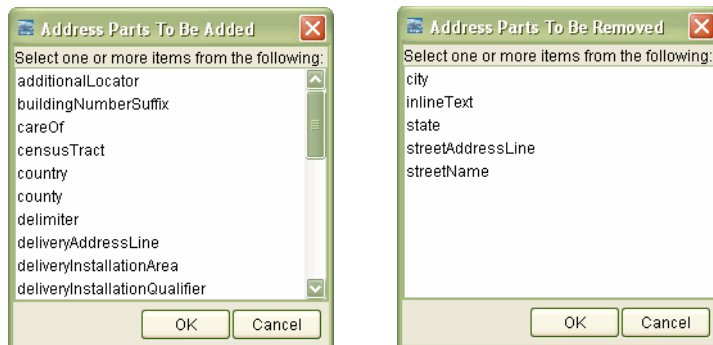 Address Parts To Be Added
Select one or more items from the following:
additionalLocator
buildingNumberSuffix
careOf
censusTract
country
county
delimiter
deliveryAddressLine
deliveryInstallationArea
deliveryInstallationQualifier
OK
Cancel
Address Parts To Be Removed
Select one or more items from the following:
city
inlineText
state
streetAddressLine
streetName
OK
Cancel